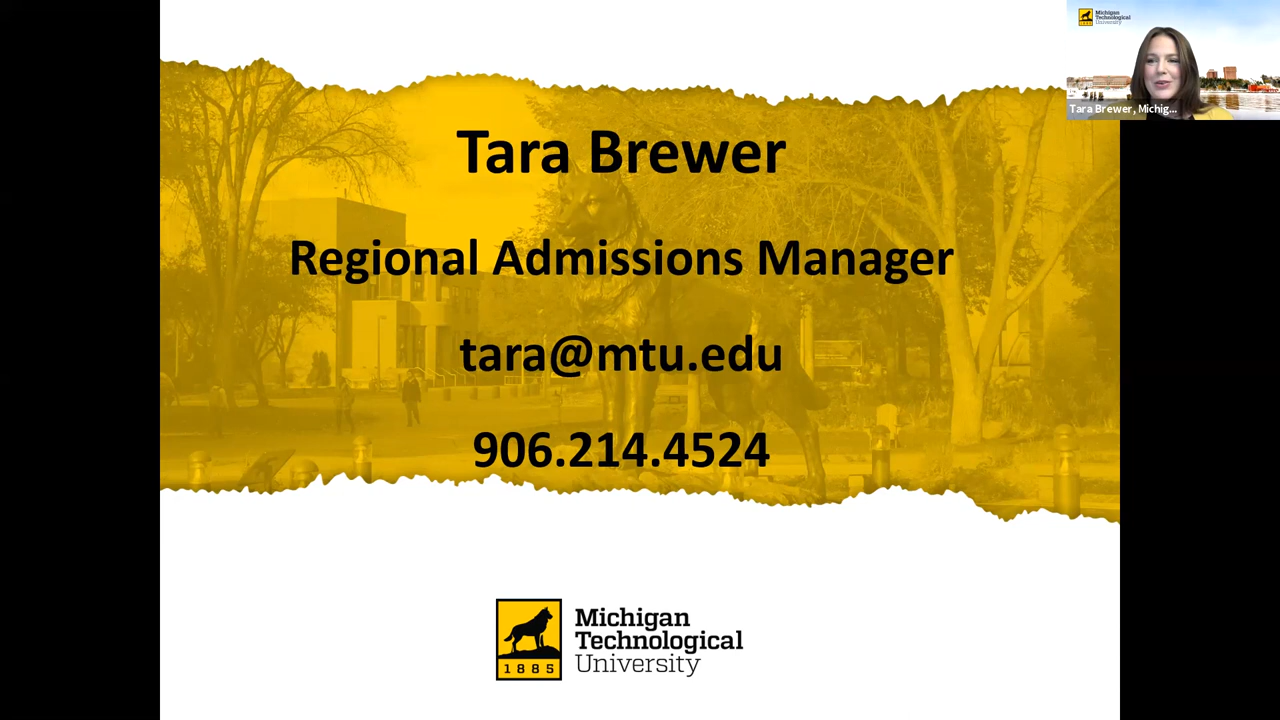 Michigan
Technological
University
Tara Brewer, Michig...
Tara Brewer
Regional Admissions Manager
tara@mtu.edu
906.214.4524
1885
Michigan
Technological
University